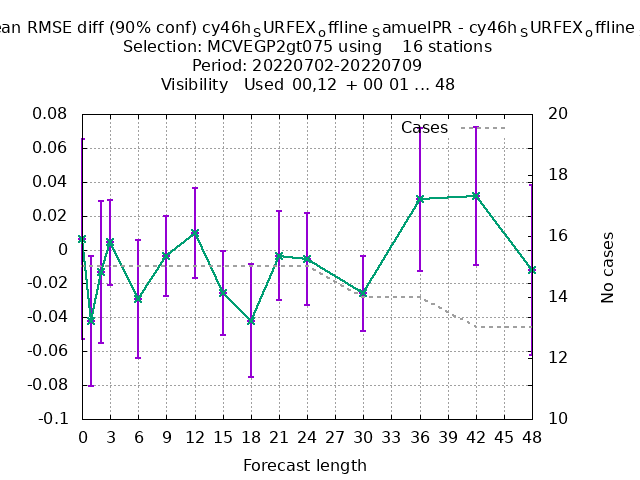 ean RMSE diff (90% conf) cy46h_SURFEX_offline_SamuelPR - cy46h_SURFEX_offline
Selection: MCVEGP2gt075 using 16 stations
Period: 20220702-20220709
Visibility Used 00,12 + 00 01 ... 48
Cases
0.08
0.06
0.04
0.02
0
-0.02
-0.04
-0.06
-0.08
-0.1
20
18
16
14
12
10
No cases
0 3 6 9 12 15 18 21 24 27 30 33 36 39 42 45 48
Forecast length